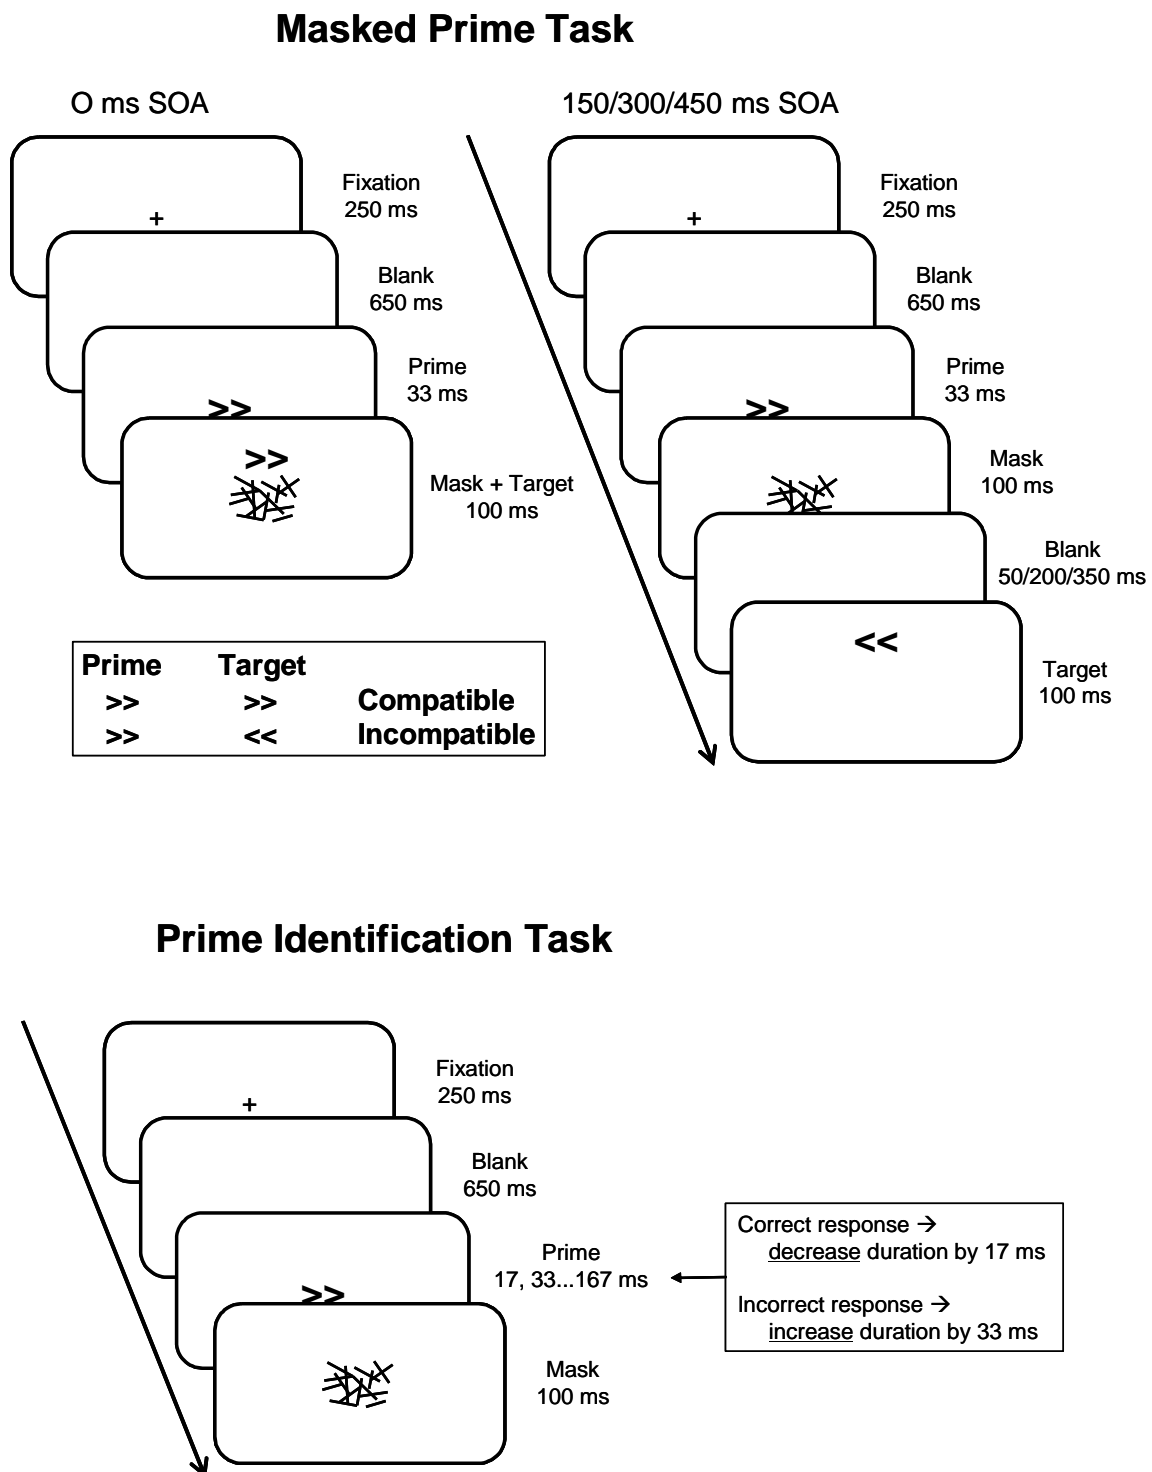 Masked Prime Task
O ms SOA
Fixation
250 ms
+
Blank
650 ms
Prime
33 ms
>>
>>
Mask + Target
100 ms
150/300/450 ms SOA
Fixation
250 ms
+
Blank
650 ms
Prime
33 ms
>>
Mask
100 ms
Blank
50/200/350 ms
<<
Target
100 ms
Prime Target
>> >> Compatible
>> << Incompatible
Prime Identification Task
Fixation
250 ms
+
Blank
650 ms
Prime
17, 33...167 ms
>>
Mask
100 ms
Correct response →
decrease duration by 17 ms
Incorrect response →
increase duration by 33 ms